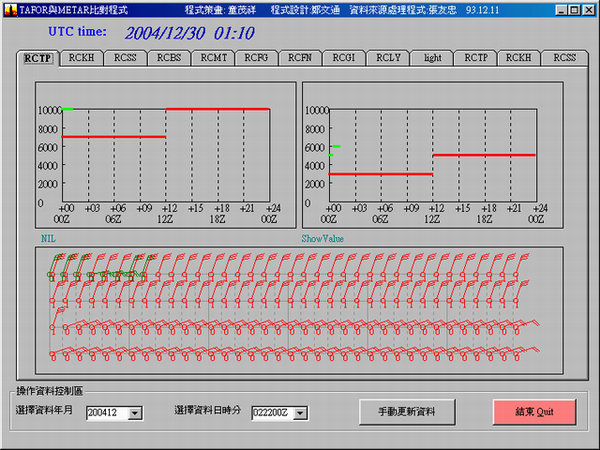 TAFOR與METAR比對程式 程式策畫:童茂祥 程式設計:鄭文通 資料來源處理程式:張友忠 93.12.11
UTC time: 2004/12/30 01:10
RCTP RCKH RCSS RCBS RCMT RCFG RCFN RCGI RCLY light RCTP RCKH RCSS
10000 10000
8000 8000
6000 6000
4000 4000
2000 2000
0 0
+00 +03 +06 +09 +12 +15 +18 +21 +24 +00 +03 +06 +09 +12 +15 +18 +21 +24
00Z 06Z 12Z 18Z 00Z 00Z 06Z 12Z 18Z 00Z
NIL ShowValue
操作資料控制區
選擇資料年月 200412 選擇資料日時分 022200Z 手動更新資料 結束 Quit